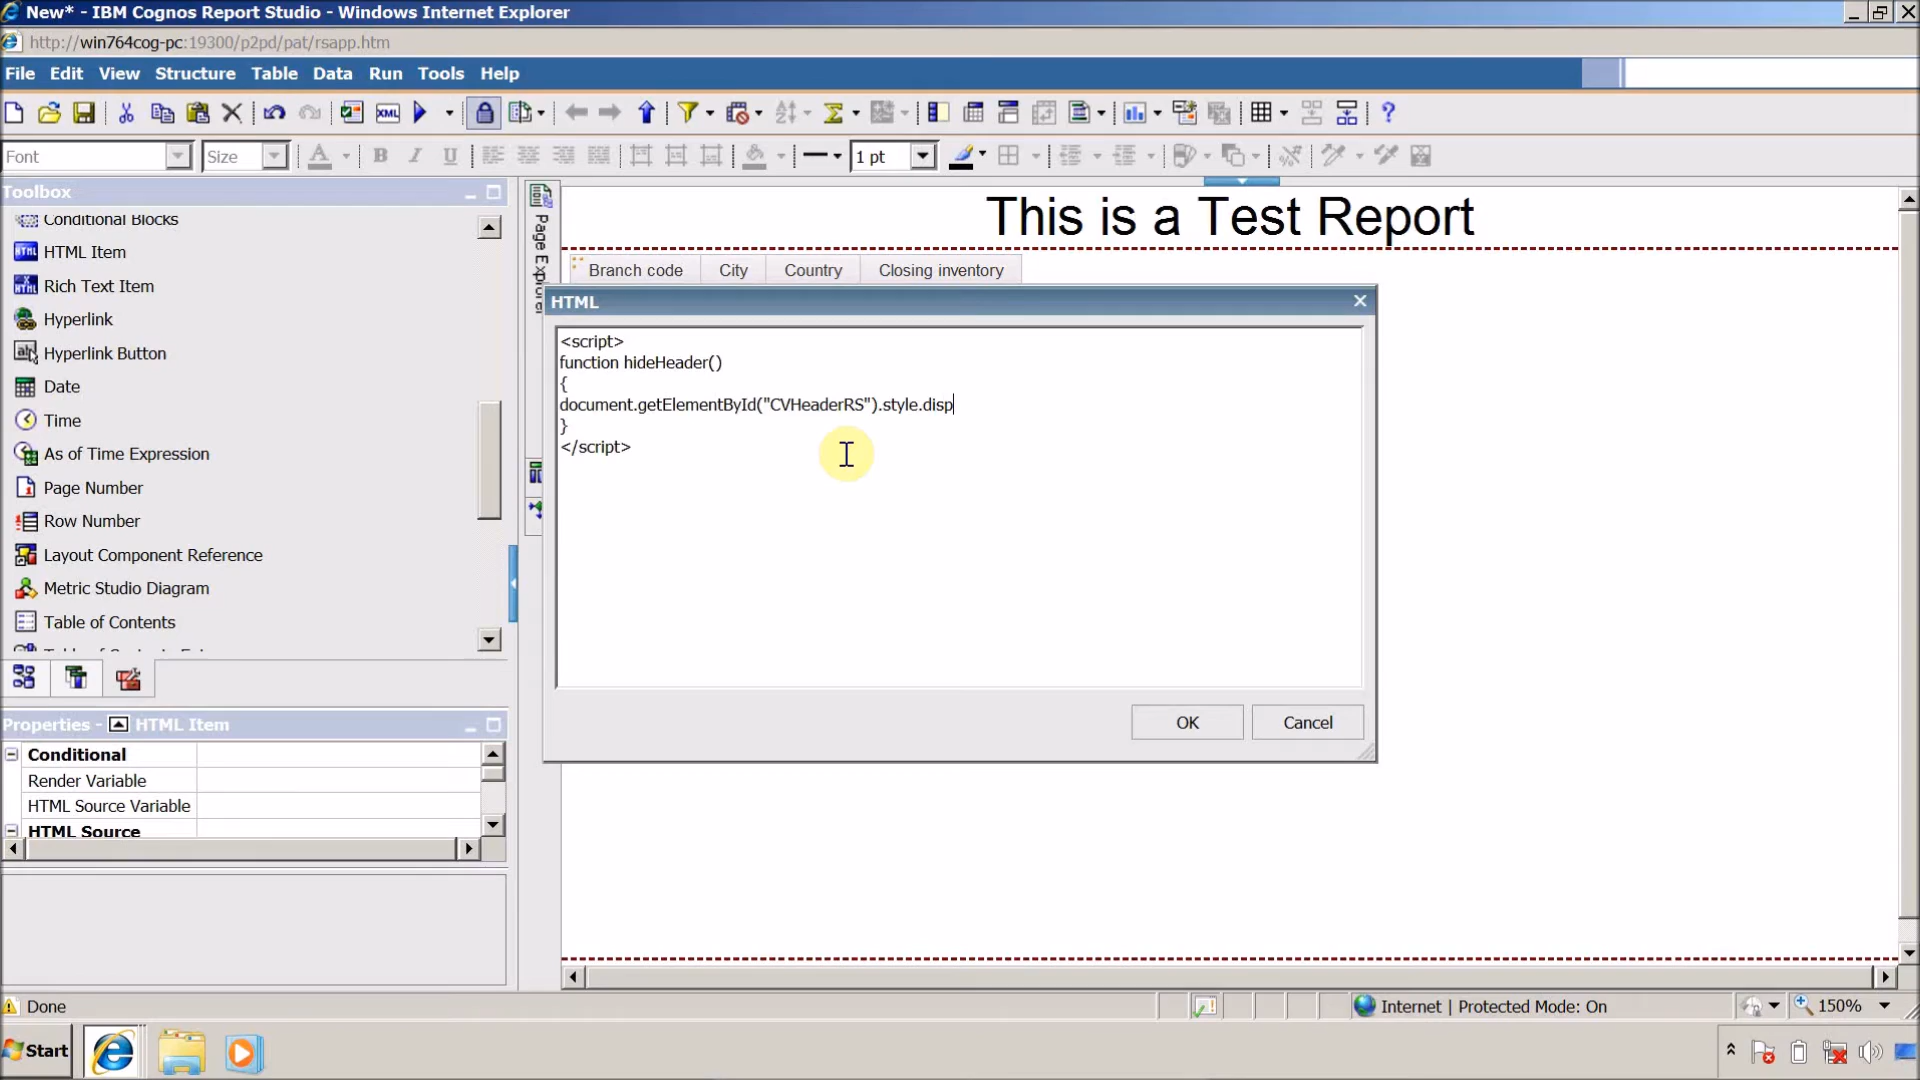 New* - IBM Cognos Report Studio - Windows Internet Explorer
http://win764cog-pc:19300/p2pd/pat/rsapp.htm
File Edit View Structure Table Data Run Tools Help
XML
Font Size A B I U 1 pt
Toolbox
Conditional Blocks
HTML Item
Rich Text Item
Hyperlink
Hyperlink Button
Date
Time
As of Time Expression
Page Number
Row Number
Layout Component Reference
Metric Studio Diagram
Table of Contents
Page Explorer
This is a Test Report
Branch code City Country Closing inventory
HTML
<script>
function hideHeader()
{
document.getElementById("CVHeaderRS").style.disp
}
</script>
OK Cancel
Properties - HTML Item
Conditional
Render Variable
HTML Source Variable
HTML Source
Done
Internet | Protected Mode: On
150%
Start